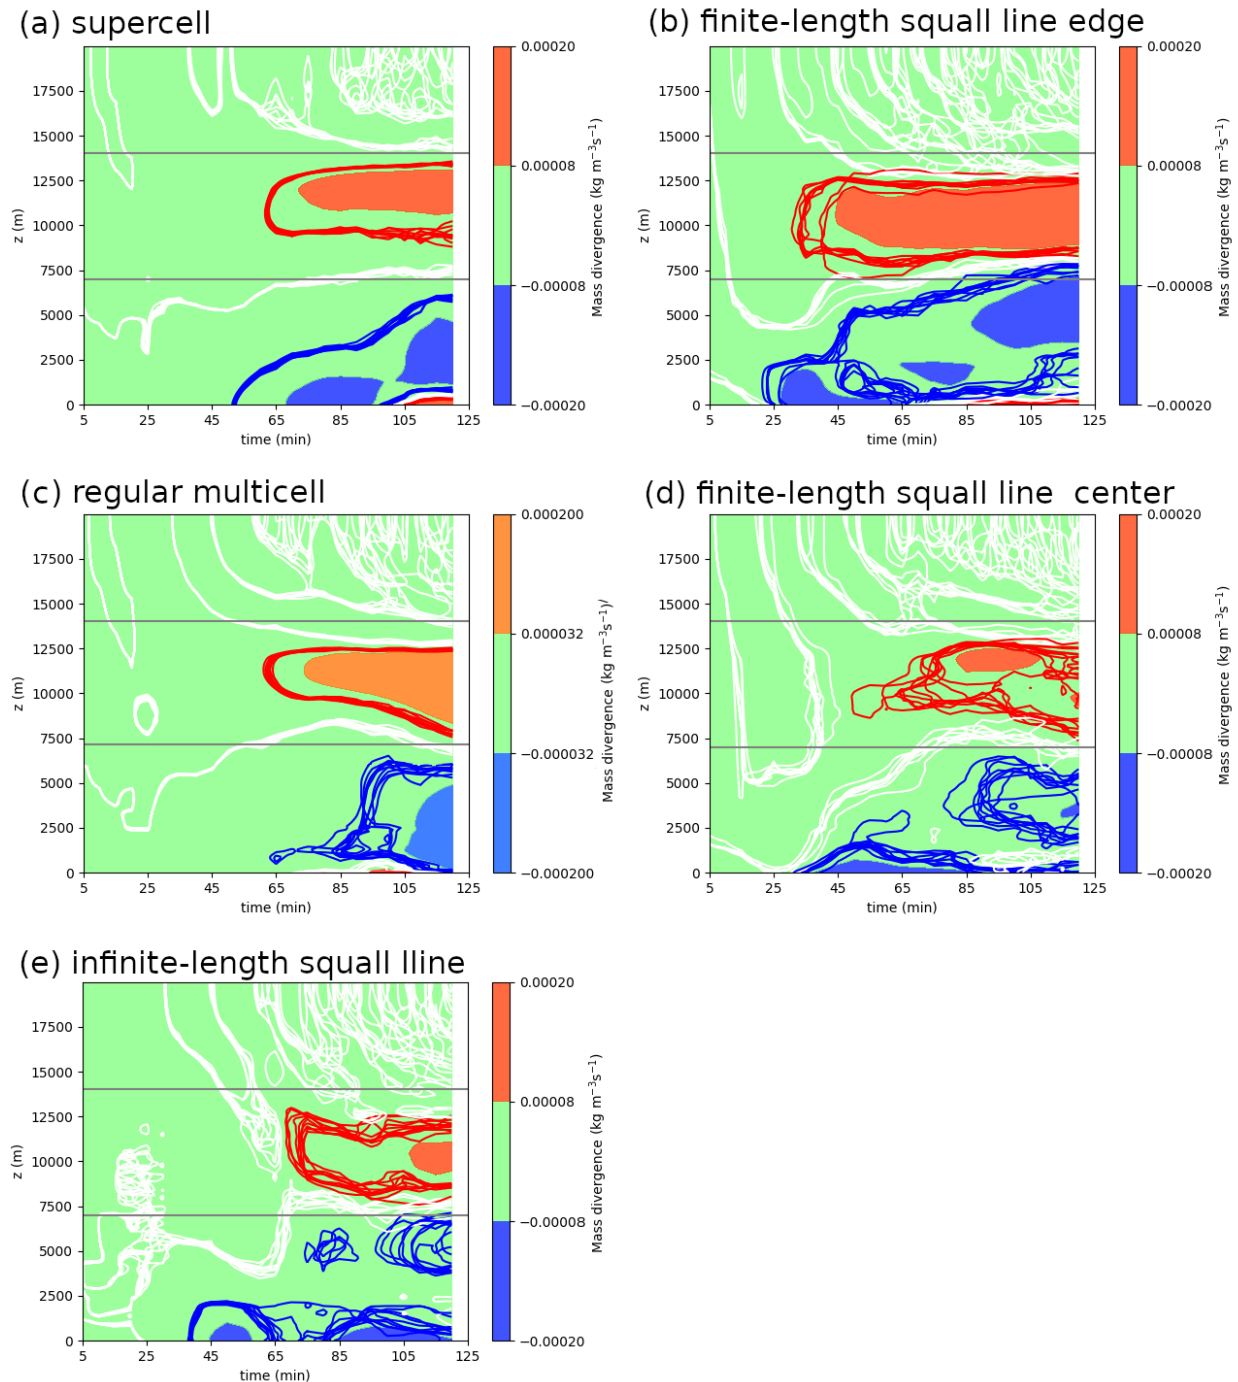 (a) supercell
17500
15000
12500
10000
7500
5000
2500
0
z (m)
5 25 45 65 85 105 125
time (min)
0.00020
0.00008
−0.00008
−0.00020
Mass divergence (kg m⁻³s⁻¹)
(b) finite-length squall line edge
17500
15000
12500
10000
7500
5000
2500
0
z (m)
5 25 45 65 85 105 125
time (min)
0.00020
0.00008
−0.00008
−0.00020
Mass divergence (kg m⁻³s⁻¹)
(c) regular multicell
17500
15000
12500
10000
7500
5000
2500
0
z (m)
5 25 45 65 85 105 125
time (min)
0.000200
0.000032
−0.000032
−0.000200
Mass divergence (kg m⁻³s⁻¹)/
(d) finite-length squall line  center
17500
15000
12500
10000
7500
5000
2500
0
z (m)
5 25 45 65 85 105 125
time (min)
0.00020
0.00008
−0.00008
−0.00020
Mass divergence (kg m⁻³s⁻¹)
(e) infinite-length squall lline
17500
15000
12500
10000
7500
5000
2500
0
z (m)
5 25 45 65 85 105 125
time (min)
0.00020
0.00008
−0.00008
−0.00020
Mass divergence (kg m⁻³s⁻¹)